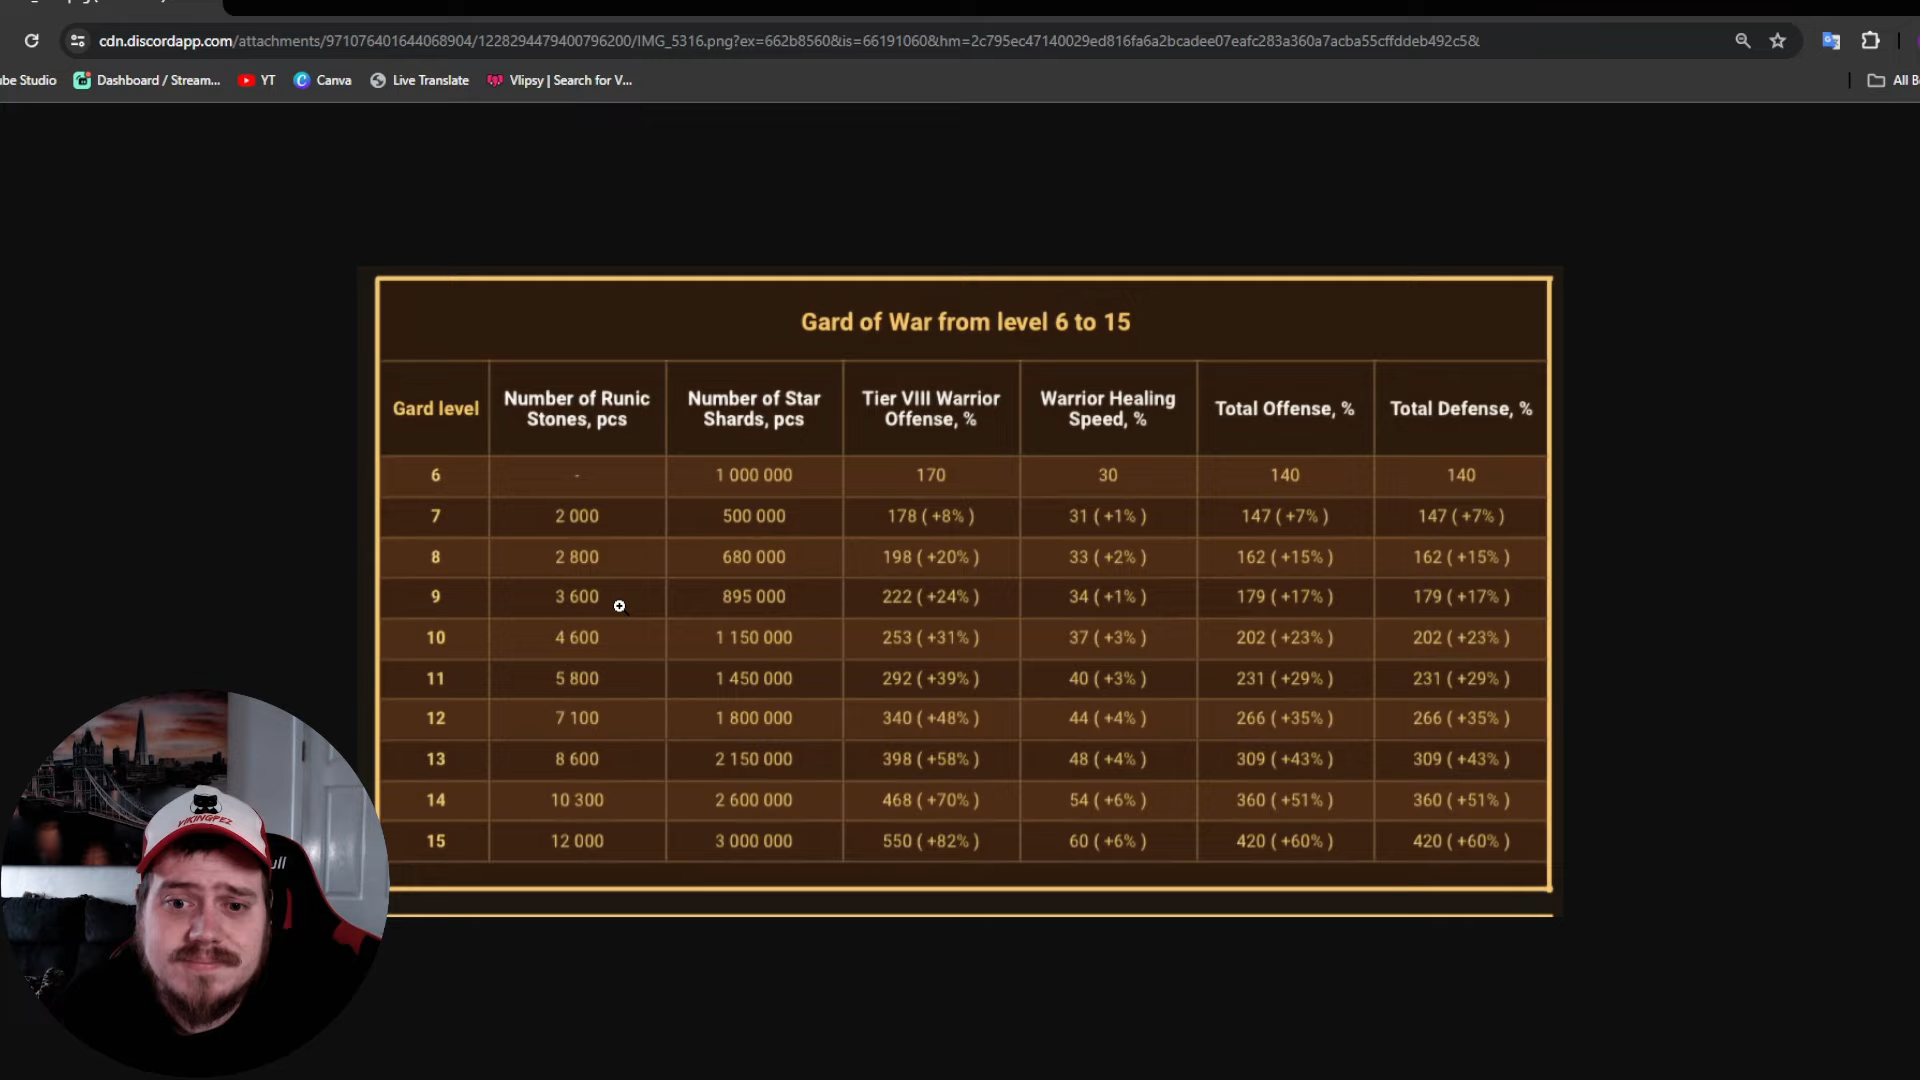 cdn.discordapp.com/attachments/971076401644068904/1228294479400796200/IMG_5316.png?ex=662b8560&is=66191060&hm=2c795ec47140029ed816fa6a2bcadee07eafc283a360a7acba55cffddeb492c5&
ube Studio Dashboard / Stream... YT Canva Live Translate Vlipsy | Search for V... All B
Gard of War from level 6 to 15
Gard level Number of Runic Stones, pcs Number of Star Shards, pcs Tier VIII Warrior Offense, % Warrior Healing Speed, % Total Offense, % Total Defense, %
6 - 1 000 000 170 30 140 140
7 2 000 500 000 178 ( +8% ) 31 ( +1% ) 147 ( +7% ) 147 ( +7% )
8 2 800 680 000 198 ( +20% ) 33 ( +2% ) 162 ( +15% ) 162 ( +15% )
9 3 600 895 000 222 ( +24% ) 34 ( +1% ) 179 ( +17% ) 179 ( +17% )
10 4 600 1 150 000 253 ( +31% ) 37 ( +3% ) 202 ( +23% ) 202 ( +23% )
11 5 800 1 450 000 292 ( +39% ) 40 ( +3% ) 231 ( +29% ) 231 ( +29% )
12 7 100 1 800 000 340 ( +48% ) 44 ( +4% ) 266 ( +35% ) 266 ( +35% )
13 8 600 2 150 000 398 ( +58% ) 48 ( +4% ) 309 ( +43% ) 309 ( +43% )
14 10 300 2 600 000 468 ( +70% ) 54 ( +6% ) 360 ( +51% ) 360 ( +51% )
15 12 000 3 000 000 550 ( +82% ) 60 ( +6% ) 420 ( +60% ) 420 ( +60% )
VIKINGPEZ
ull